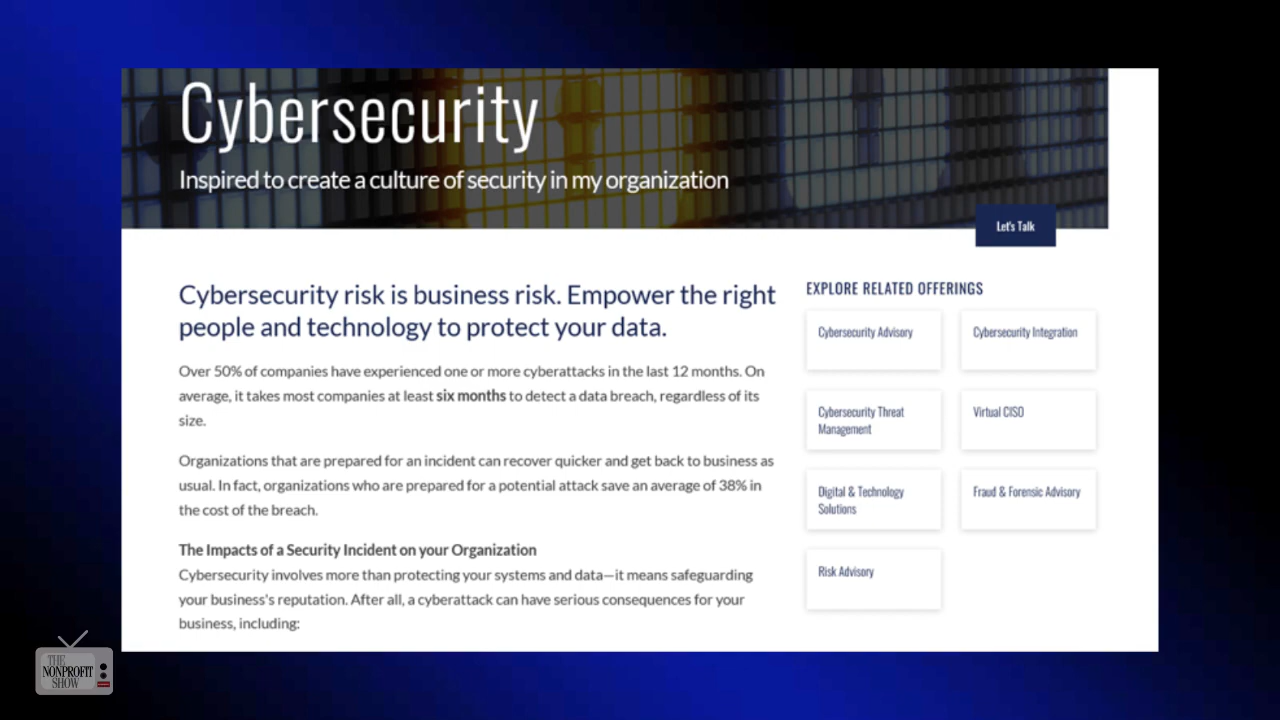 Cybersecurity
Inspired to create a culture of security in my organization
Let's Talk
Cybersecurity risk is business risk. Empower the right
people and technology to protect your data.
Over 50% of companies have experienced one or more cyberattacks in the last 12 months. On
average, it takes most companies at least six months to detect a data breach, regardless of its
size.
Organizations that are prepared for an incident can recover quicker and get back to business as
usual. In fact, organizations who are prepared for a potential attack save an average of 38% in
the cost of the breach.
The Impacts of a Security Incident on your Organization
Cybersecurity involves more than protecting your systems and data—it means safeguarding
your business's reputation. After all, a cyberattack can have serious consequences for your
business, including:
EXPLORE RELATED OFFERINGS
Cybersecurity Advisory
Cybersecurity Integration
Cybersecurity Threat
Management
Virtual CISO
Digital & Technology
Solutions
Fraud & Forensic Advisory
Risk Advisory
THE
NONPROFIT
SHOW